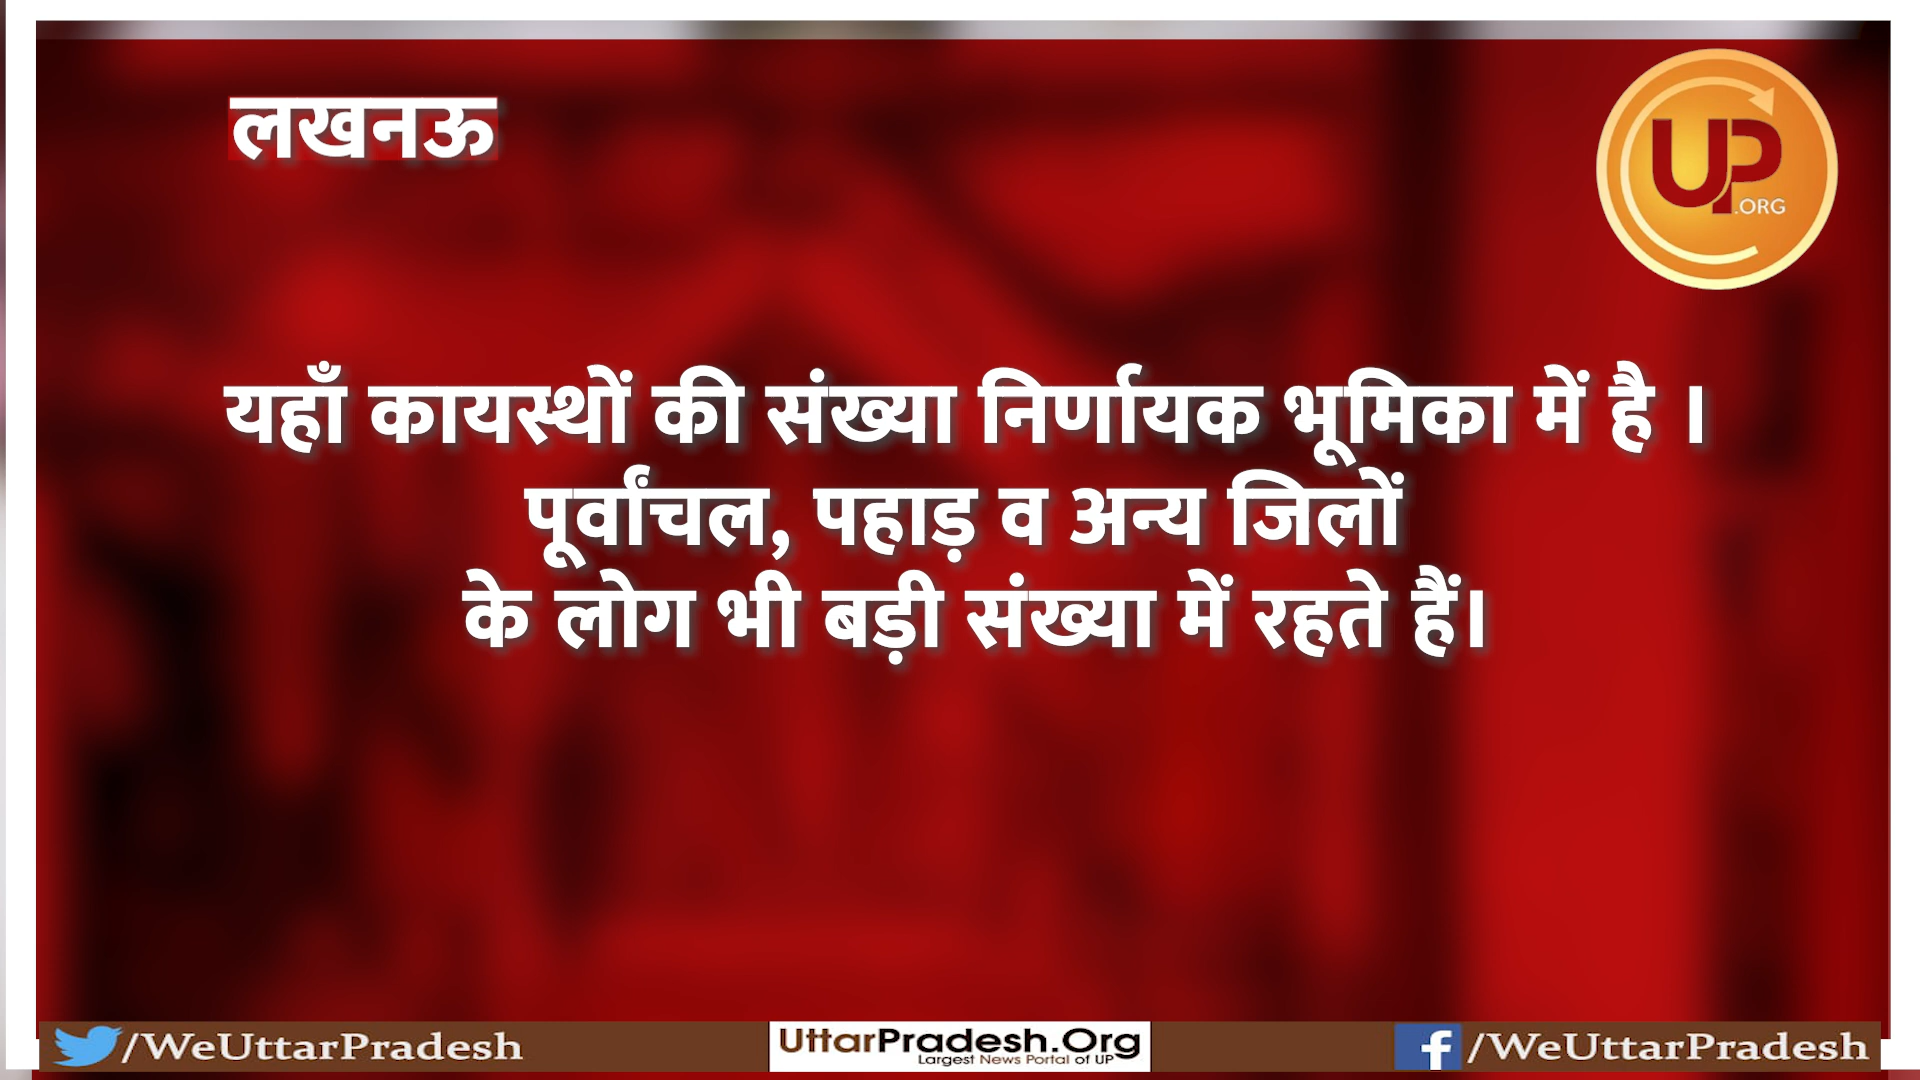 लखनऊ
UP
.ORG
यहाँ कायस्थों की संख्या निर्णायक भूमिका में है ।
पूर्वांचल, पहाड़ व अन्य जिलों
के लोग भी बड़ी संख्या में रहते हैं।
/WeUttarPradesh
UttarPradesh.Org
Largest News Portal of UP
/WeUttarPradesh